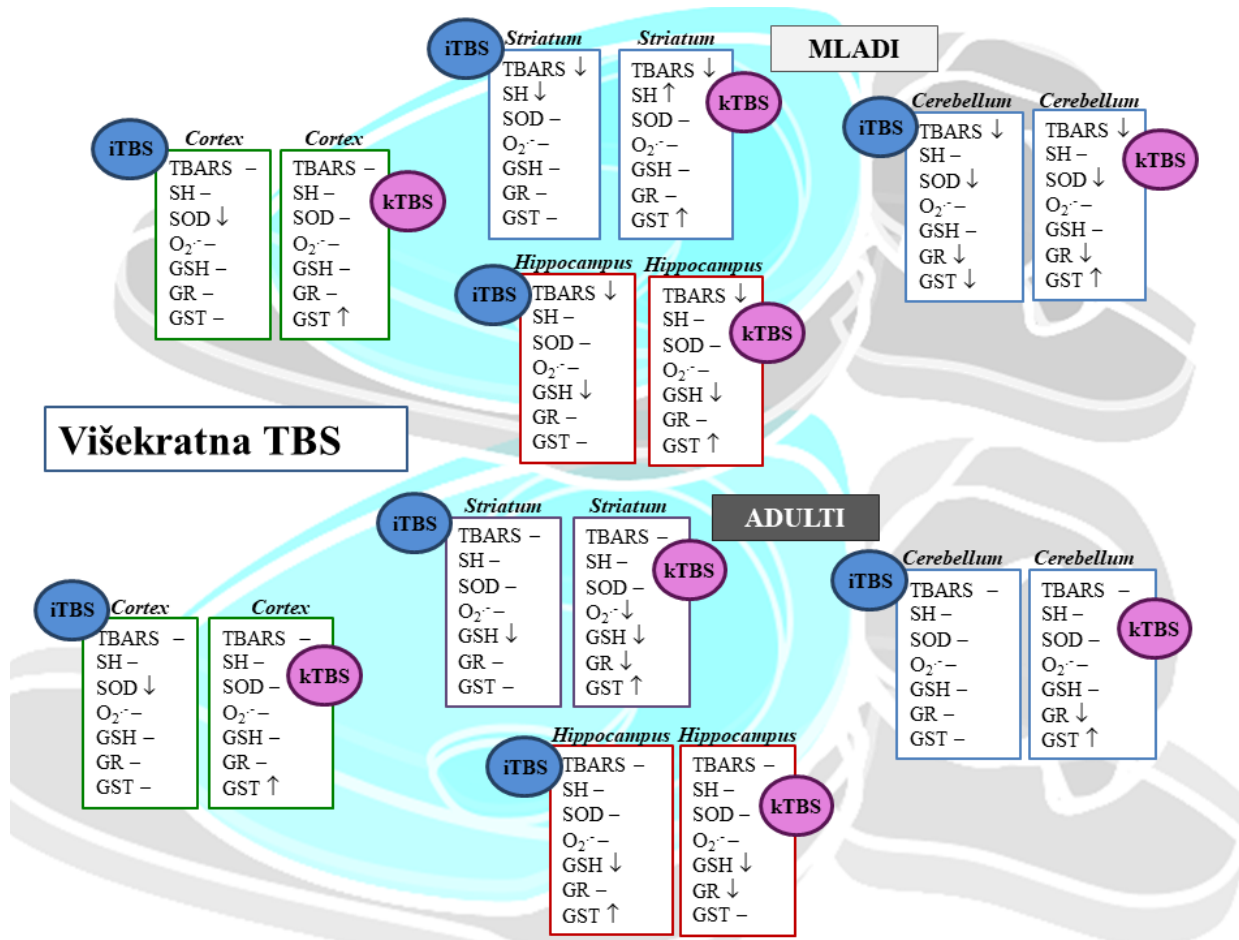 MLADI
iTBS
Cortex
TBARS –
SH –
SOD ↓
O₂·-–
GSH –
GR –
GST –
Cortex
kTBS
TBARS –
SH –
SOD –
O₂·-–
GSH –
GR –
GST ↑
iTBS
Striatum
TBARS ↓
SH ↓
SOD –
O₂·-–
GSH –
GR –
GST –
Striatum
kTBS
TBARS ↓
SH ↑
SOD –
O₂·-–
GSH –
GR –
GST ↑
iTBS
Hippocampus
TBARS ↓
SH –
SOD –
O₂·-–
GSH ↓
GR –
GST –
Hippocampus
kTBS
TBARS ↓
SH –
SOD –
O₂·-–
GSH ↓
GR –
GST ↑
iTBS
Cerebellum
TBARS ↓
SH –
SOD ↓
O₂·-–
GSH –
GR ↓
GST ↓
Cerebellum
kTBS
TBARS ↓
SH –
SOD ↓
O₂·-–
GSH –
GR ↓
GST ↑
Višekratna TBS
ADULTI
iTBS
Cortex
TBARS –
SH –
SOD ↓
O₂·-–
GSH –
GR –
GST –
Cortex
kTBS
TBARS –
SH –
SOD –
O₂·-–
GSH –
GR –
GST ↑
iTBS
Striatum
TBARS –
SH –
SOD –
O₂·-–
GSH ↓
GR –
GST –
Striatum
kTBS
TBARS –
SH –
SOD –
O₂·-↓
GSH ↓
GR ↓
GST ↑
iTBS
Hippocampus
TBARS –
SH –
SOD –
O₂·-–
GSH ↓
GR –
GST ↑
Hippocampus
kTBS
TBARS –
SH –
SOD –
O₂·-–
GSH ↓
GR ↓
GST –
iTBS
Cerebellum
TBARS –
SH –
SOD –
O₂·-–
GSH –
GR –
GST –
Cerebellum
kTBS
TBARS –
SH –
SOD –
O₂·-–
GSH –
GR ↓
GST ↑